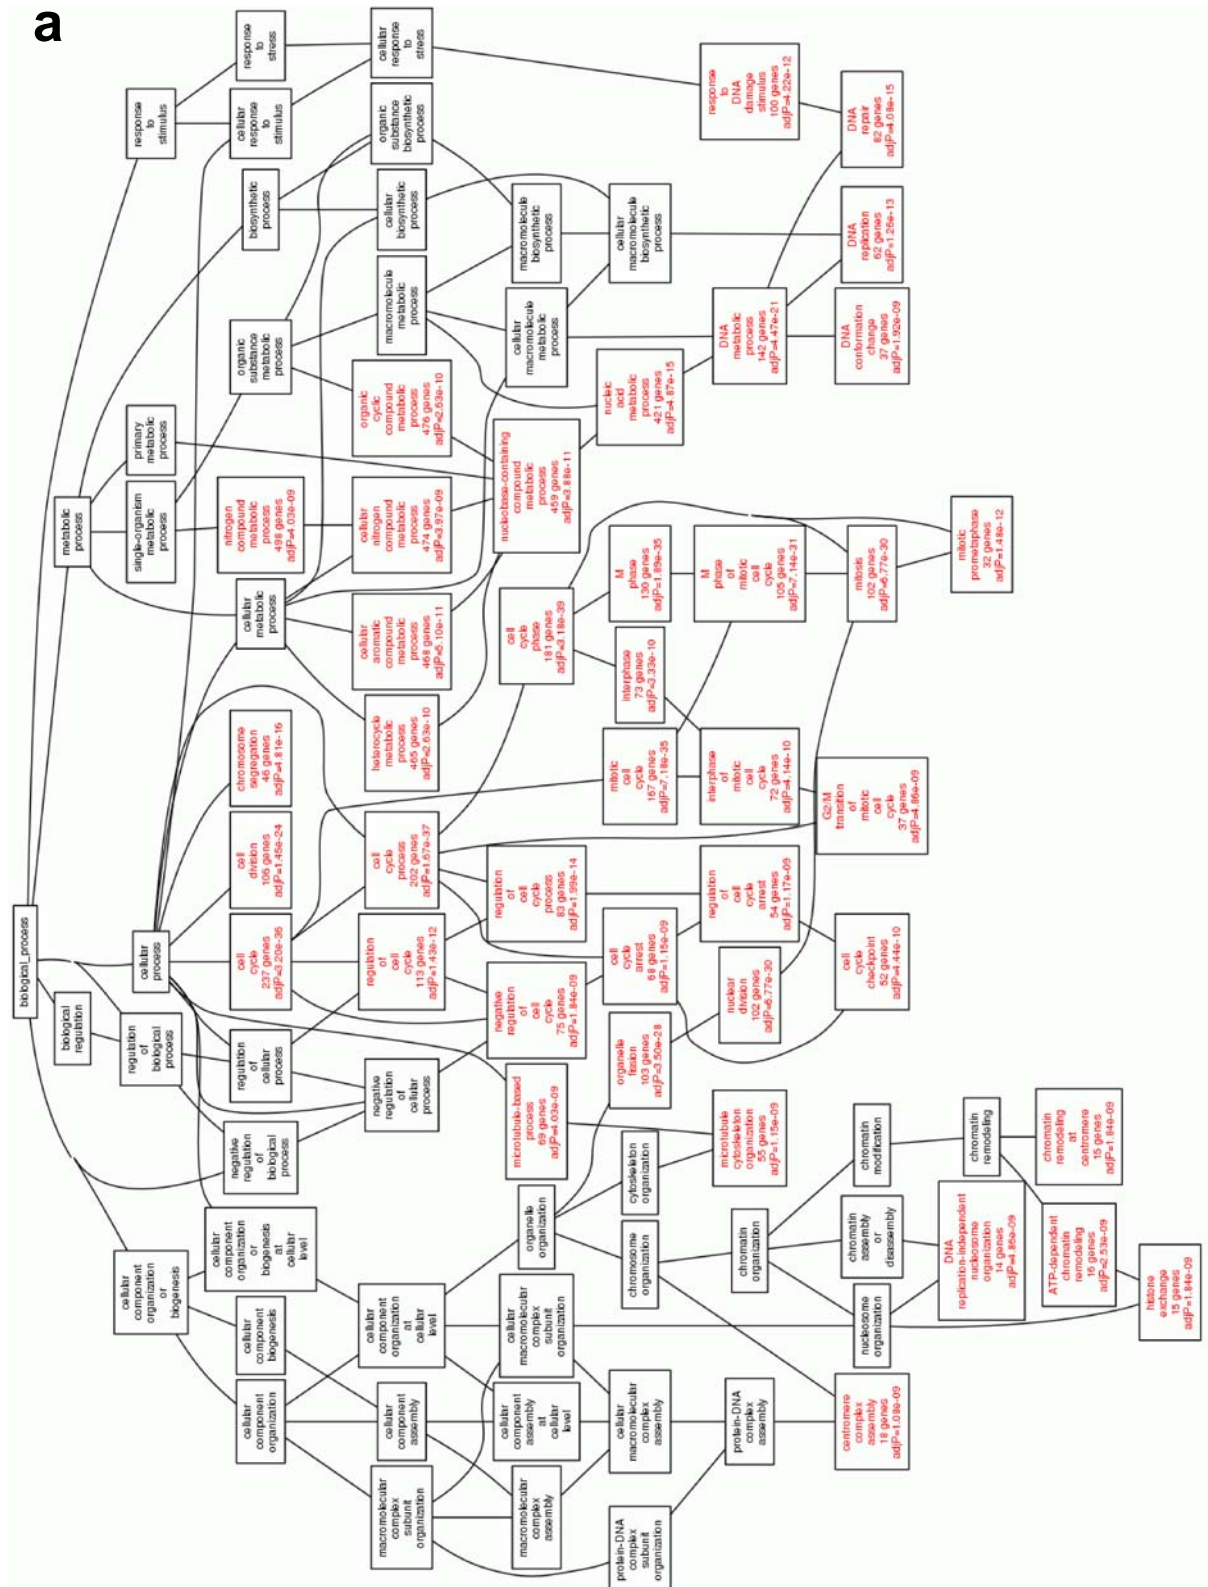 a
biological_process
biological
regulation
metabolic
process
cellular
component
organization
or
biogenesis
regulation
of
biological
process
cellular
process
single-organism
metabolic
process
primary
metabolic
process
response
to
stimulus
cellular
component
organization
cellular
component
biogenesis
cellular
component
organization
or
biogenesis
at
cellular
level
negative
regulation
of
biological
process
regulation
of
cellular
process
cell
cycle
237 genes
adjP=3.20e-36
cell
division
106 genes
adjP=1.45e-24
chromosome
segregation
46 genes
adjP=4.81e-16
cellular
metabolic
process
nitrogen
compound
metabolic
process
498 genes
adjP=4.03e-09
organic
substance
metabolic
process
biosynthetic
process
cellular
response
to
stimulus
response
to
stress
macromolecular
complex
subunit
organization
cellular
component
assembly
cellular
component
organization
at
cellular
level
negative
regulation
of
cellular
process
regulation
of
cell
cycle
113 genes
adjP=1.43e-12
cell
cycle
process
202 genes
adjP=1.67e-37
heterocycle
metabolic
process
465 genes
adjP=2.63e-10
cellular
aromatic
compound
metabolic
process
468 genes
adjP=5.10e-11
cellular
nitrogen
compound
metabolic
process
474 genes
adjP=3.97e-09
organic
cyclic
compound
metabolic
process
476 genes
adjP=2.63e-10
macromolecule
metabolic
process
cellular
biosynthetic
process
organic
substance
biosynthetic
process
cellular
response
to
stress
macromolecular
complex
assembly
cellular
component
assembly
at
cellular
level
cellular
macromolecular
complex
subunit
organization
organelle
organization
microtubule-based
process
69 genes
adjP=4.03e-09
negative
regulation
of
cell
cycle
75 genes
adjP=1.84e-09
regulation
of
cell
cycle
process
83 genes
adjP=1.99e-14
cell
cycle
phase
181 genes
adjP=3.18e-39
nucleobase-containing
compound
metabolic
process
459 genes
adjP=3.88e-11
cellular
macromolecule
metabolic
process
macromolecule
biosynthetic
process
protein-DNA
complex
subunit
organization
cellular
macromolecular
complex
assembly
chromosome
organization
cytoskeleton
organization
organelle
fission
103 genes
adjP=3.50e-28
cell
cycle
arrest
68 genes
adjP=1.15e-09
mitotic
cell
cycle
167 genes
adjP=7.18e-35
interphase
73 genes
adjP=3.33e-10
M
phase
130 genes
adjP=1.89e-35
nucleic
acid
metabolic
process
421 genes
adjP=4.87e-15
cellular
macromolecule
biosynthetic
process
protein-DNA
complex
assembly
chromatin
organization
microtubule
cytoskeleton
organization
55 genes
adjP=1.15e-09
nuclear
division
102 genes
adjP=6.77e-30
regulation
of
cell
cycle
arrest
54 genes
adjP=1.17e-09
interphase
of
mitotic
cell
cycle
72 genes
adjP=4.14e-10
M
phase
of
mitotic
cell
cycle
105 genes
adjP=7.14e-31
DNA
metabolic
process
142 genes
adjP=4.47e-21
response
to
DNA
damage
stimulus
100 genes
adjP=4.22e-12
centromere
complex
assembly
18 genes
adjP=1.08e-09
nucleosome
organization
chromatin
assembly
or
disassembly
chromatin
modification
cell
cycle
checkpoint
52 genes
adjP=4.44e-10
G2/M
transition
of
mitotic
cell
cycle
37 genes
adjP=4.86e-09
mitosis
102 genes
adjP=6.77e-30
DNA
conformation
change
37 genes
adjP=1.92e-09
DNA
replication
62 genes
adjP=1.26e-13
DNA
repair
82 genes
adjP=4.09e-15
DNA
replication-independent
nucleosome
organization
14 genes
adjP=4.86e-09
chromatin
remodeling
mitotic
prometaphase
32 genes
adjP=1.48e-12
ATP-dependent
chromatin
remodeling
16 genes
adjP=2.53e-09
chromatin
remodeling
at
centromere
15 genes
adjP=1.84e-09
histone
exchange
15 genes
adjP=1.84e-09